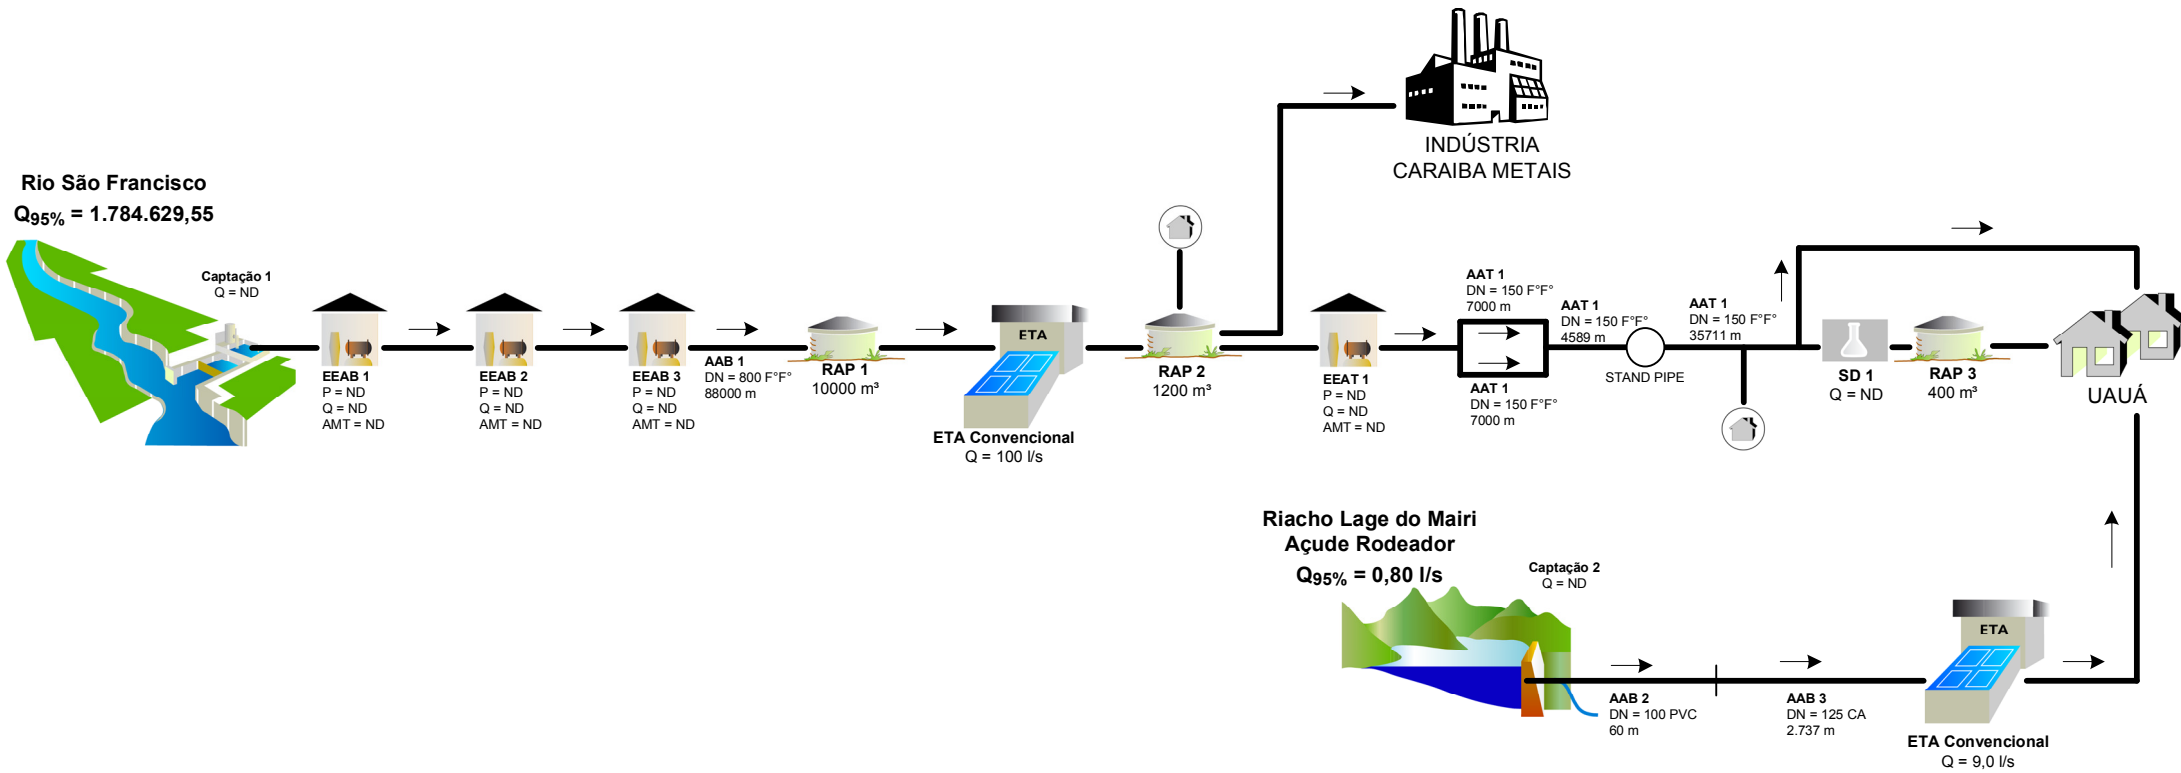 INDÚSTRIA
CARAIBA METAIS
Rio São Francisco
Q95% = 1.784.629,55
Captação 1
Q = ND
EEAB 1
P = ND
Q = ND
AMT = ND
EEAB 2
P = ND
Q = ND
AMT = ND
EEAB 3
P = ND
Q = ND
AMT = ND
AAB 1
DN = 800 F°F°
88000 m
RAP 1
10000 m³
ETA
ETA Convencional
Q = 100 l/s
RAP 2
1200 m³
EEAT 1
P = ND
Q = ND
AMT = ND
AAT 1
DN = 150 F°F°
7000 m
AAT 1
DN = 150 F°F°
7000 m
AAT 1
DN = 150 F°F°
4589 m
STAND PIPE
AAT 1
DN = 150 F°F°
35711 m
SD 1
Q = ND
RAP 3
400 m³
UAUÁ
Riacho Lage do Mairi
Açude Rodeador
Q95% = 0,80 l/s
Captação 2
Q = ND
AAB 2
DN = 100 PVC
60 m
AAB 3
DN = 125 CA
2.737 m
ETA
ETA Convencional
Q = 9,0 l/s